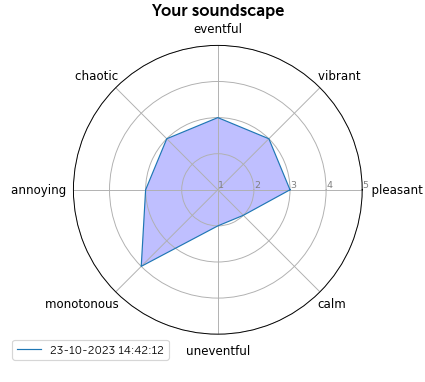 Your soundscape
eventful
chaotic
vibrant
annoying
1 2 3 4 5
pleasant
monotonous
calm
uneventful
23-10-2023 14:42:12